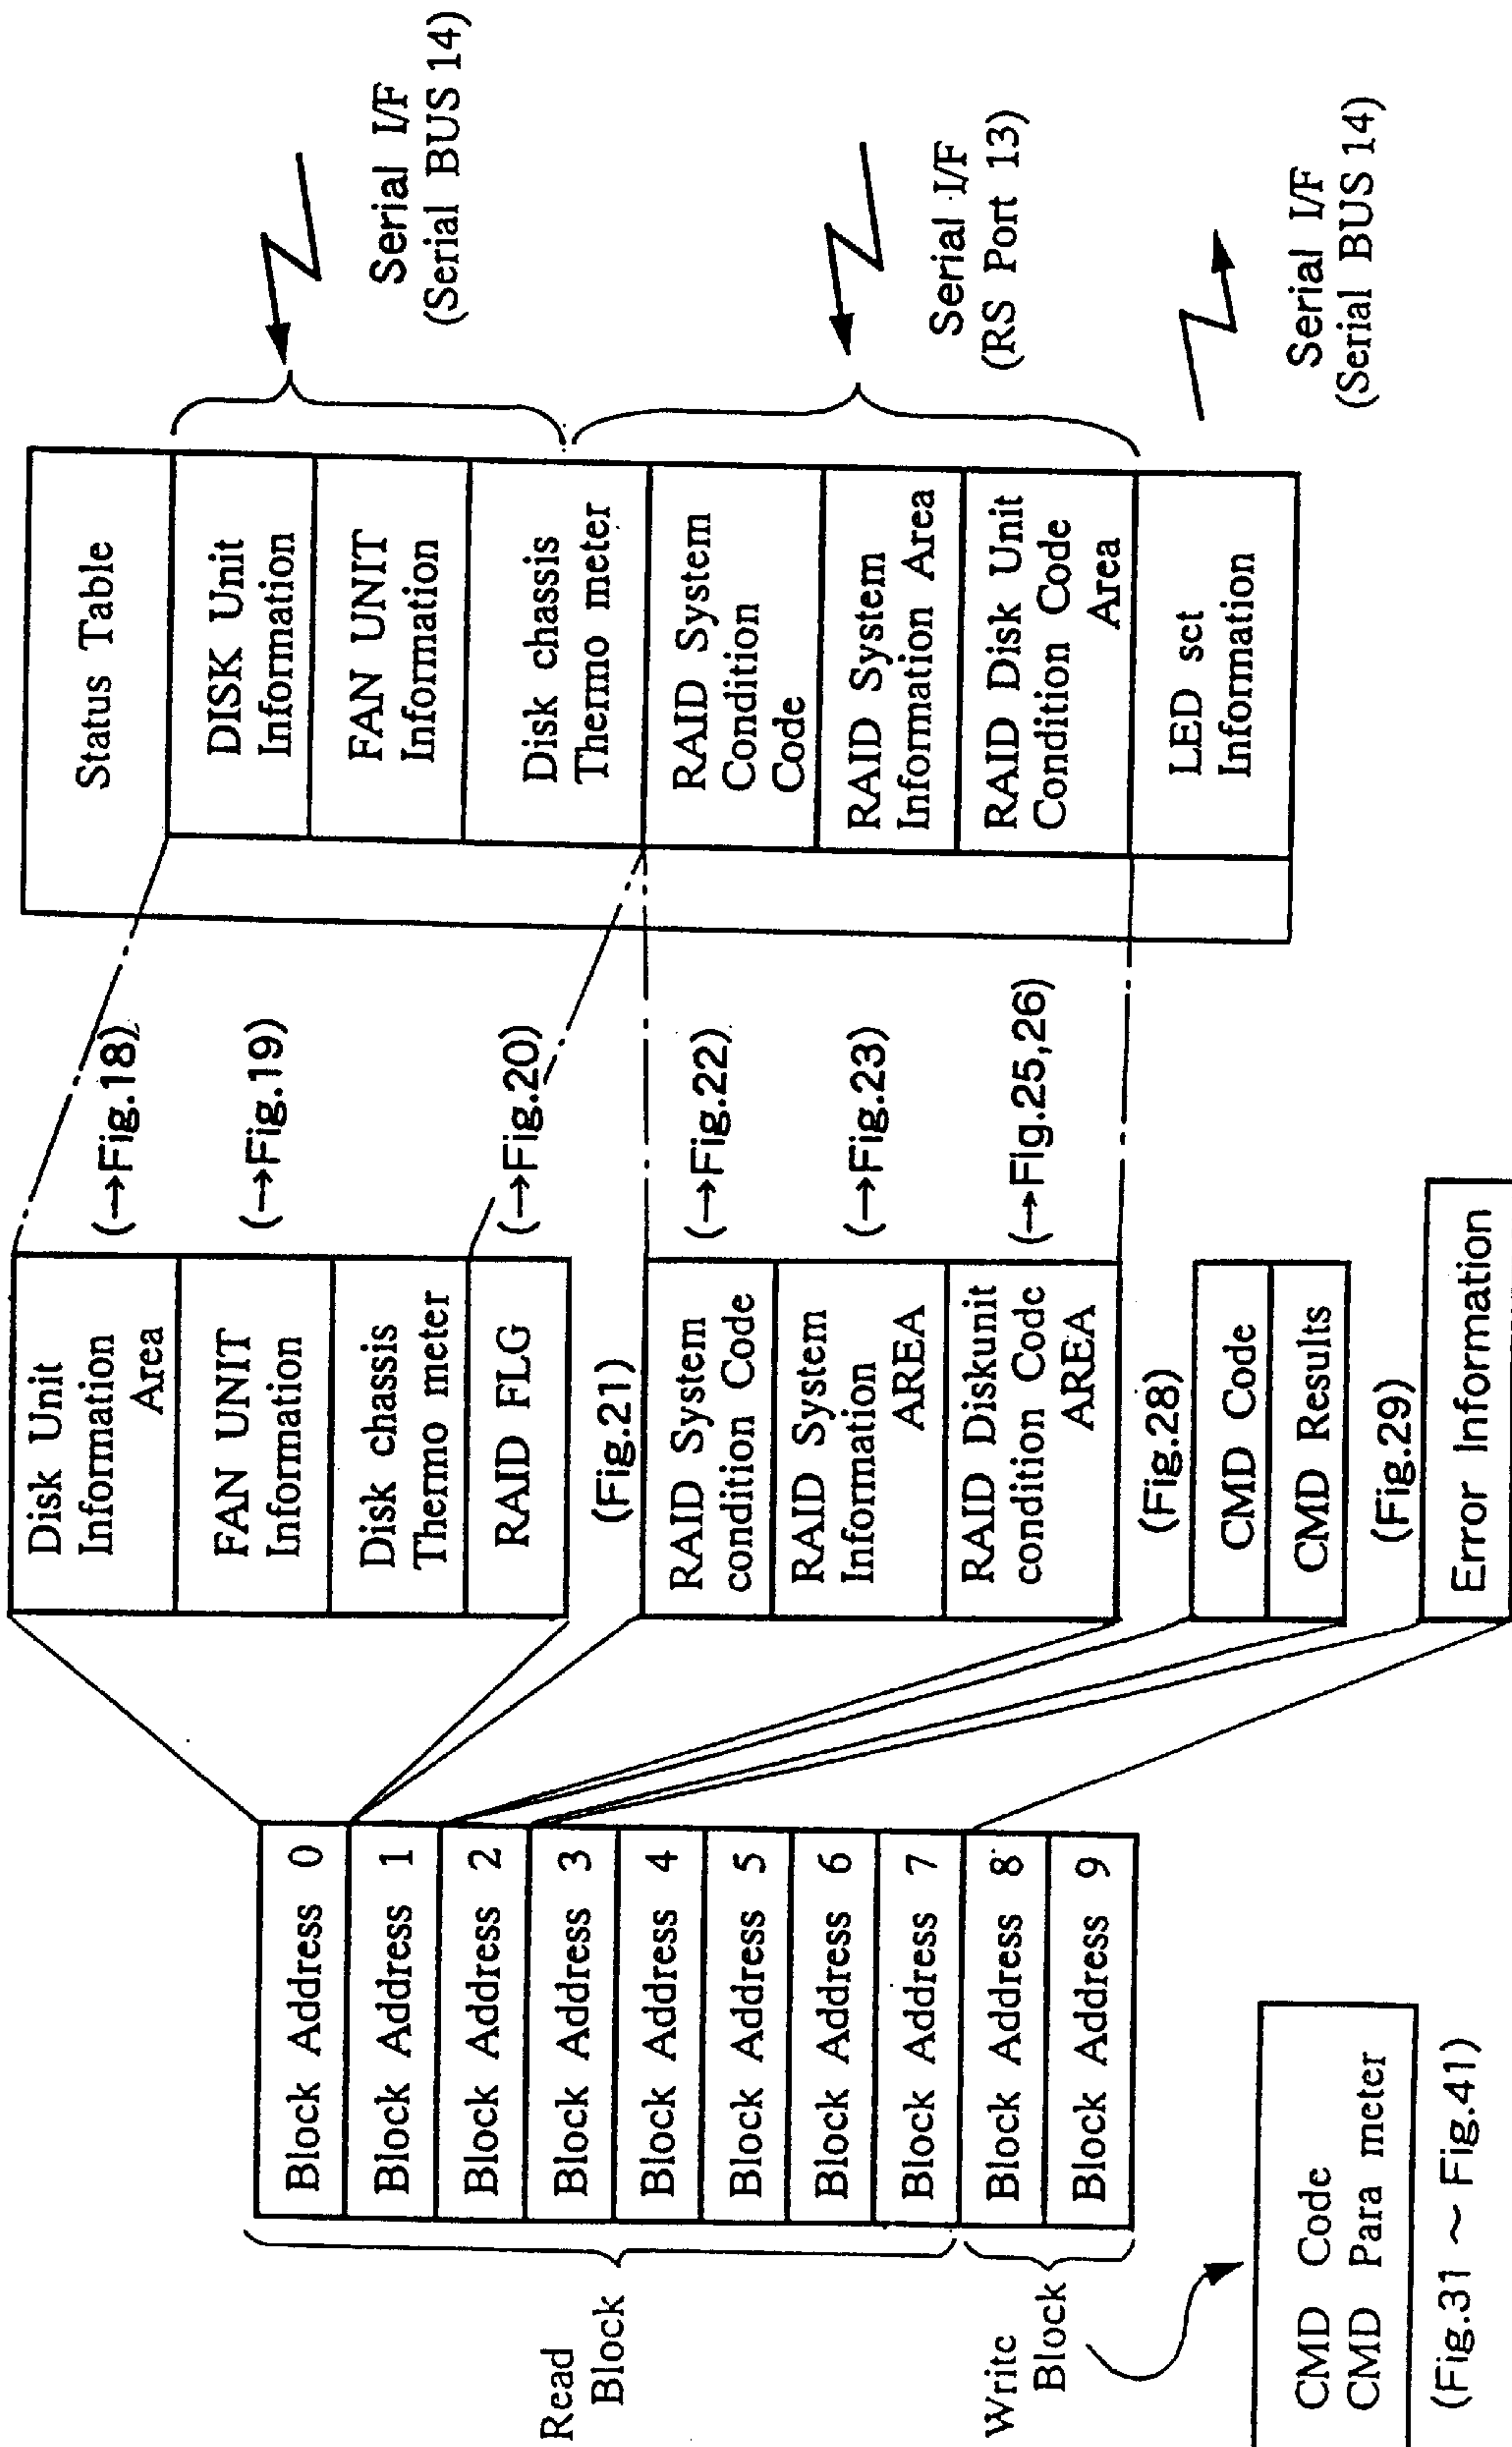 Read
Block
Write
Block
Block Address 0
Block Address 1
Block Address 2
Block Address 3
Block Address 4
Block Address 5
Block Address 6
Block Address 7
Block Address 8
Block Address 9
CMD Code
CMD Para meter
(Fig.31 ~ Fig.41)
Disk Unit
Information
Area
FAN UNIT
Information
Disk chassis
Thermo meter
RAID FLG
(Fig.21)
RAID System
condition Code
RAID System
Information
AREA
RAID Diskunit
condition Code
AREA
(Fig.28)
CMD Code
CMD Results
(Fig.29)
Error Information
(→Fig.18)
(→Fig.19)
(→Fig.20)
(→Fig.22)
(→Fig.23)
(→Fig.25,26)
Status Table
DISK Unit
Information
FAN UNIT
Information
Disk chassis
Thermo meter
RAID System
Condition
Code
RAID System
Information Area
RAID Disk Unit
Condition Code
Area
LED set
Information
Serial I/F
(Serial BUS 14)
Serial I/F
(RS Port 13)
Serial I/F
(Serial BUS 14)